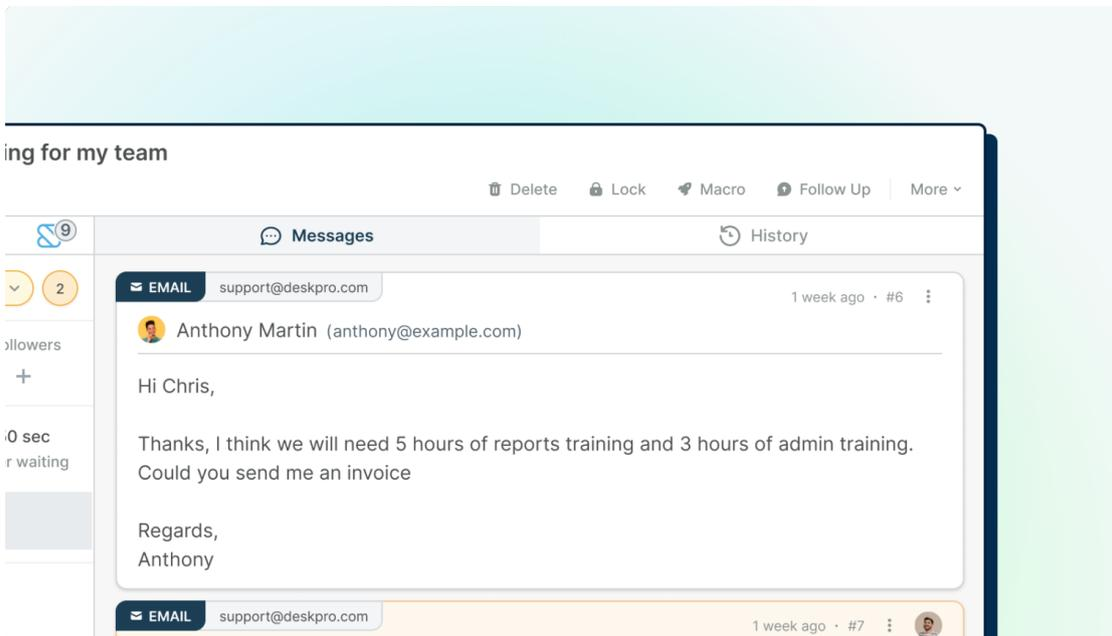 ing for my team
Delete Lock Macro Follow Up More
9 Messages History
2
EMAIL support@deskpro.com
1 week ago · #6
Anthony Martin (anthony@example.com)
ollowers
+
Hi Chris,
0 sec
Thanks, I think we will need 5 hours of reports training and 3 hours of admin training.
r waiting
Could you send me an invoice
Regards,
Anthony
EMAIL support@deskpro.com
1 week ago · #7